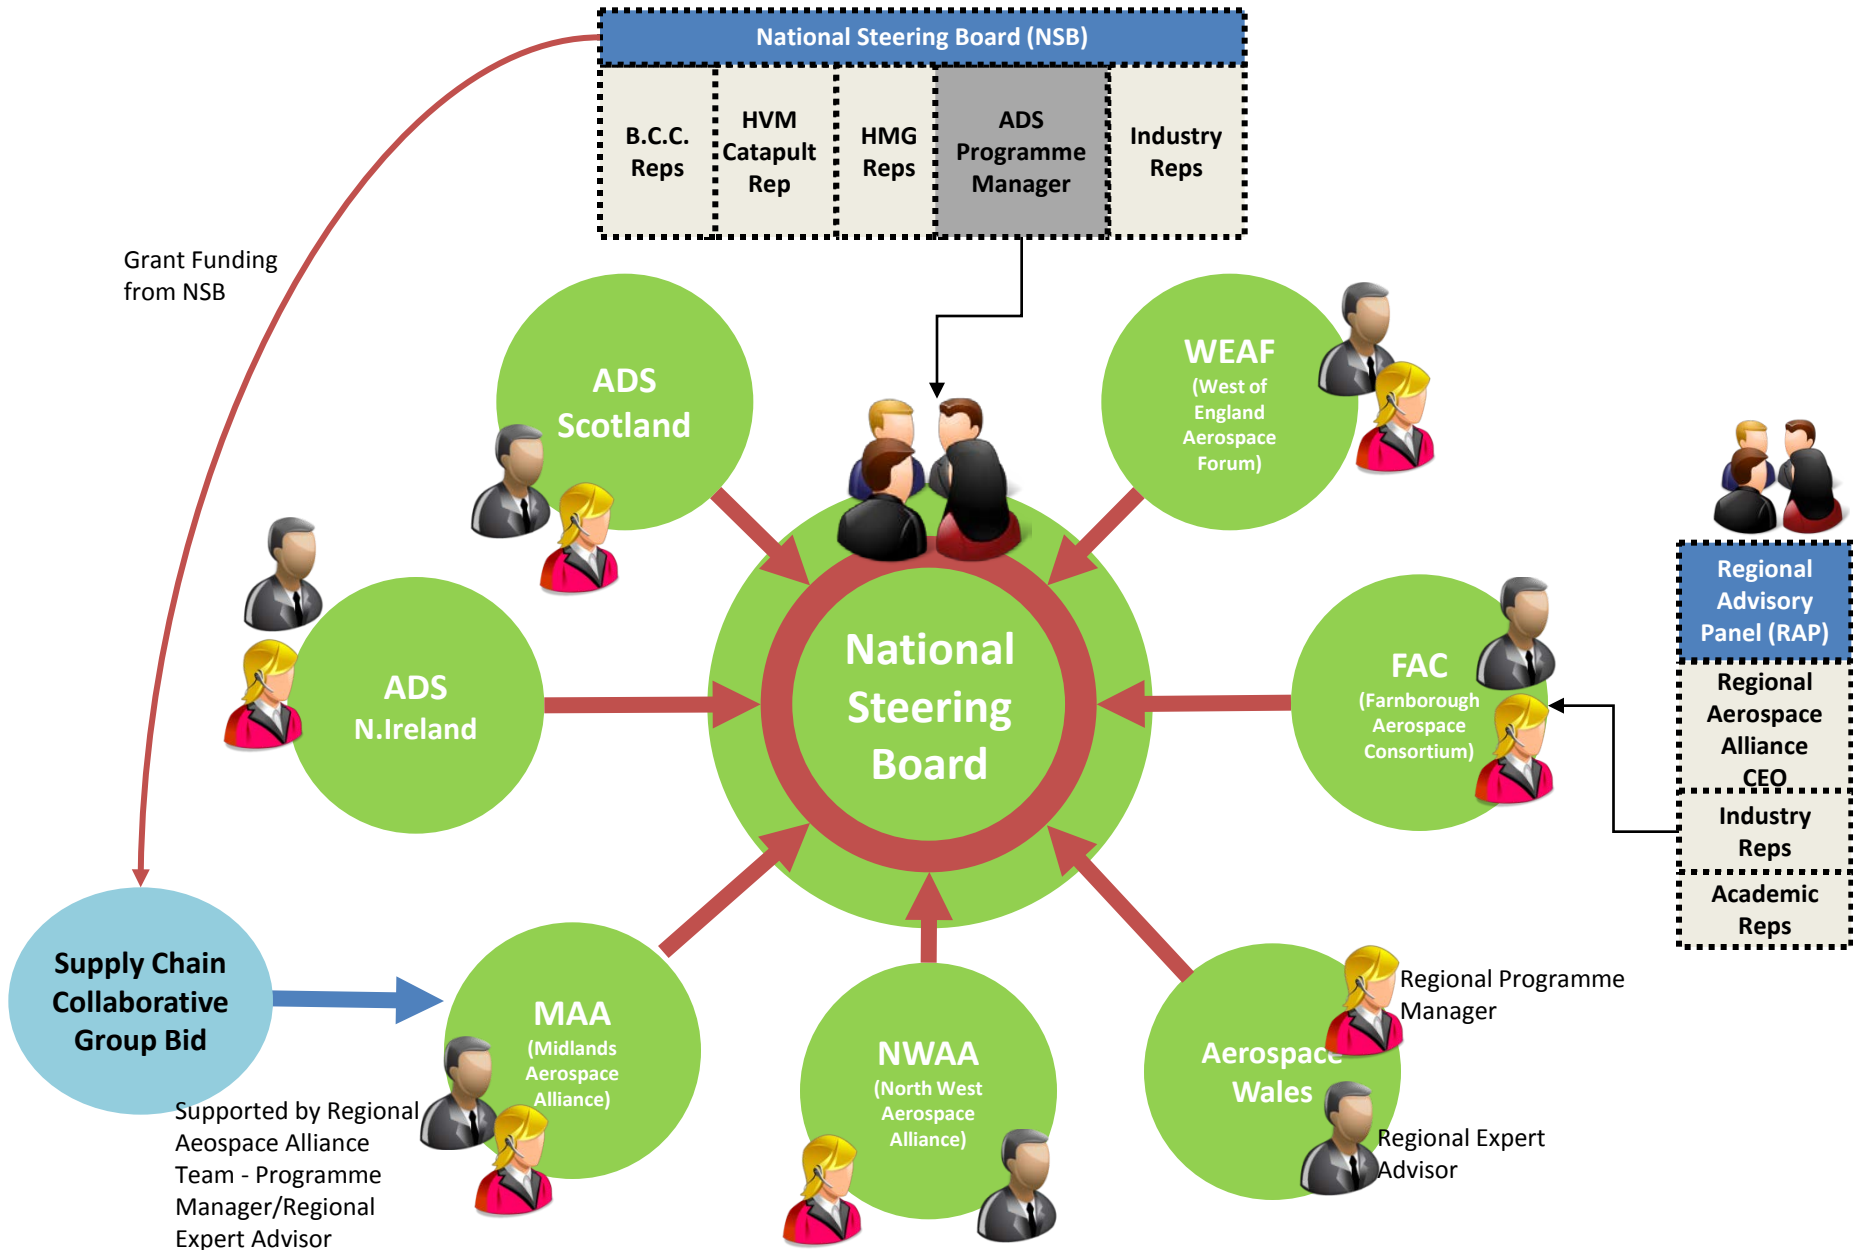 National Steering Board (NSB)
B.C.C.
Reps
HVM
Catapult
Rep
HMG
Reps
ADS
Programme
Manager
Industry
Reps
Grant Funding
from NSB
ADS
Scotland
WEAF
(West of
England
Aerospace
Forum)
ADS
N.Ireland
National
Steering
Board
FAC
(Farnborough
Aerospace
Consortium)
Regional
Advisory
Panel (RAP)
Regional
Aerospace
Alliance
CEO
Industry
Reps
Academic
Reps
Supply Chain
Collaborative
Group Bid
MAA
(Midlands
Aerospace
Alliance)
NWAA
(North West
Aerospace
Alliance)
Aerospace
Wales
Regional Programme
Manager
Regional Expert
Advisor
Supported by Regional
Aeospace Alliance
Team - Programme
Manager/Regional
Expert Advisor